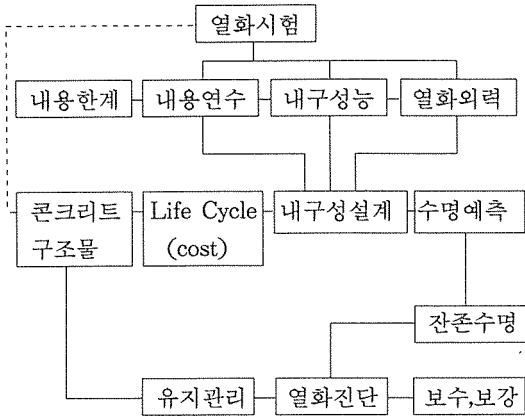 열화시험
내용한계 내용연수 내구성능 열화외력
콘크리트 Life Cycle 내구성설계 수명예측
구조물 (cost)
잔존수명
유지관리 열화진단 보수,보강